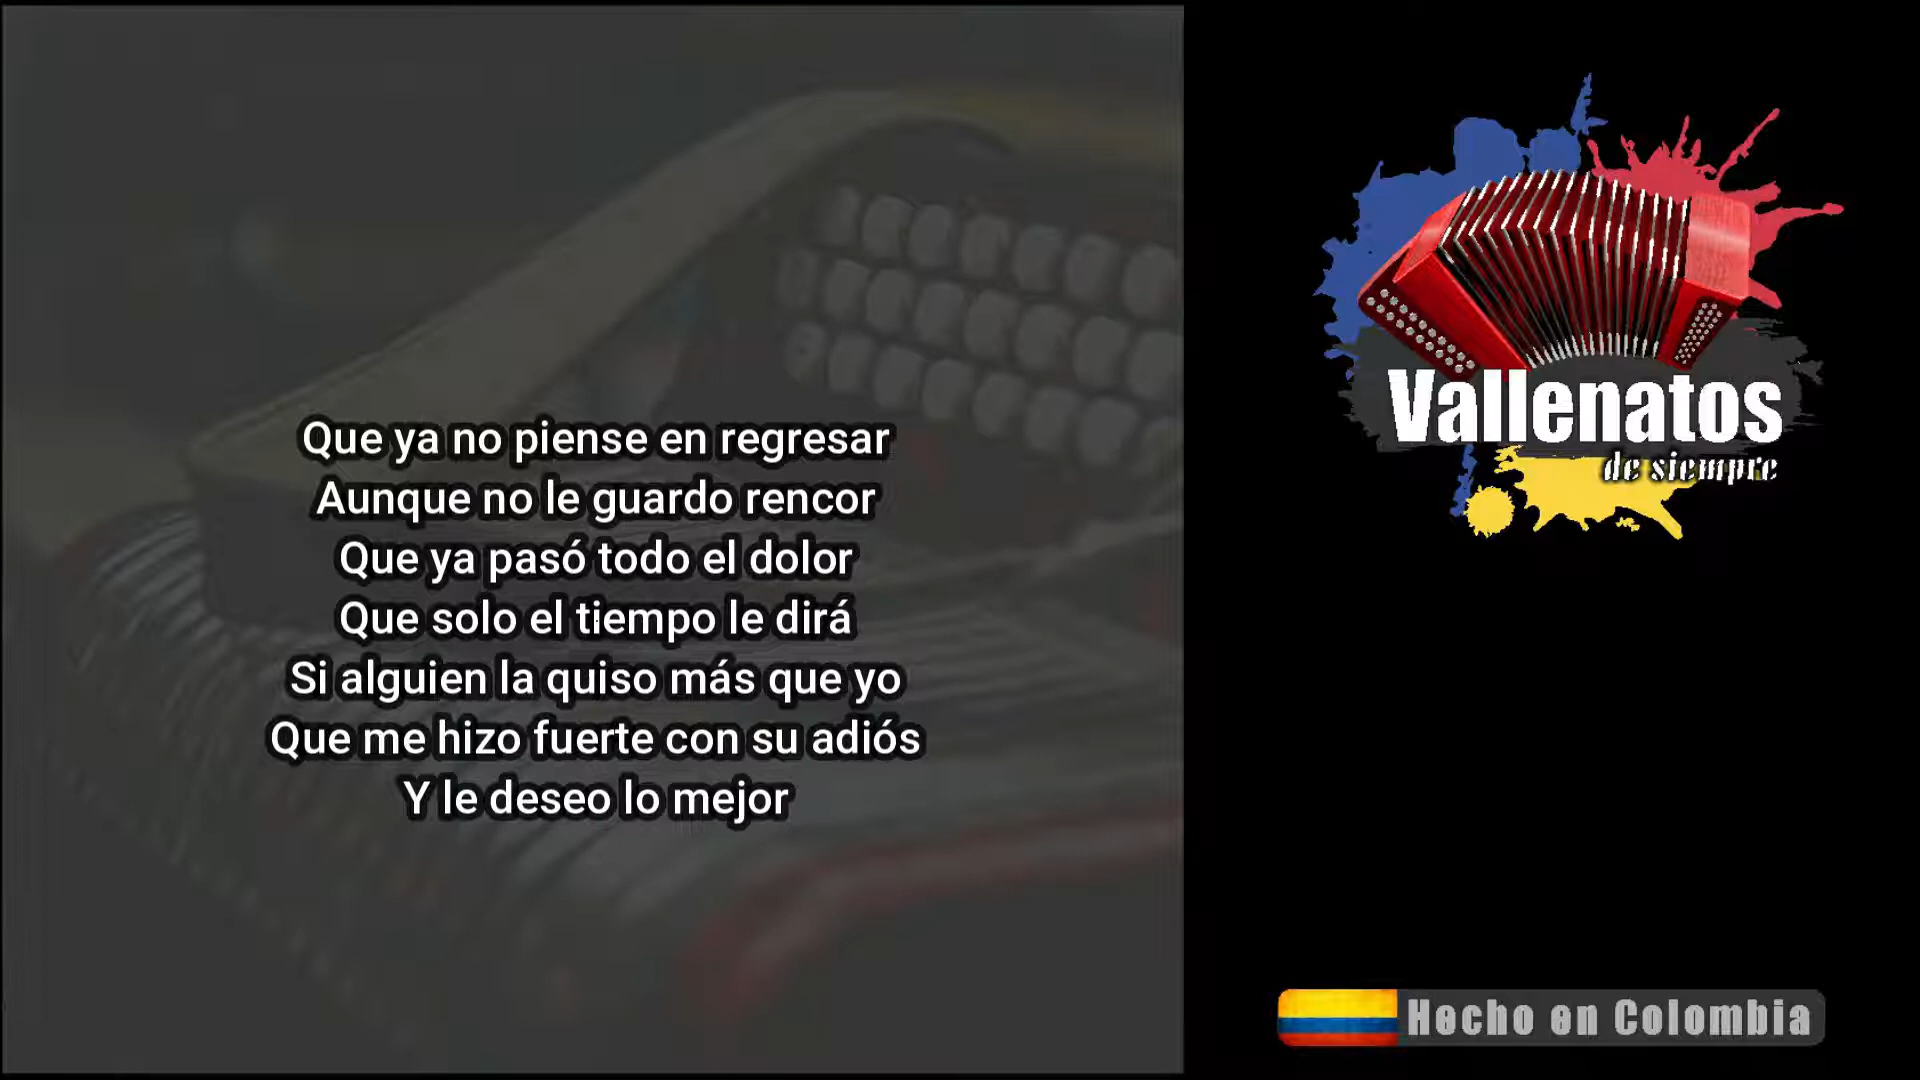 Que ya no piense en regresar
Aunque no le guardo rencor
Que ya pasó todo el dolor
Que solo el tiempo le dirá
Si alguien la quiso más que yo
Que me hizo fuerte con su adiós
Y le deseo lo mejor
Vallenatos
de siempre
Hecho en Colombia